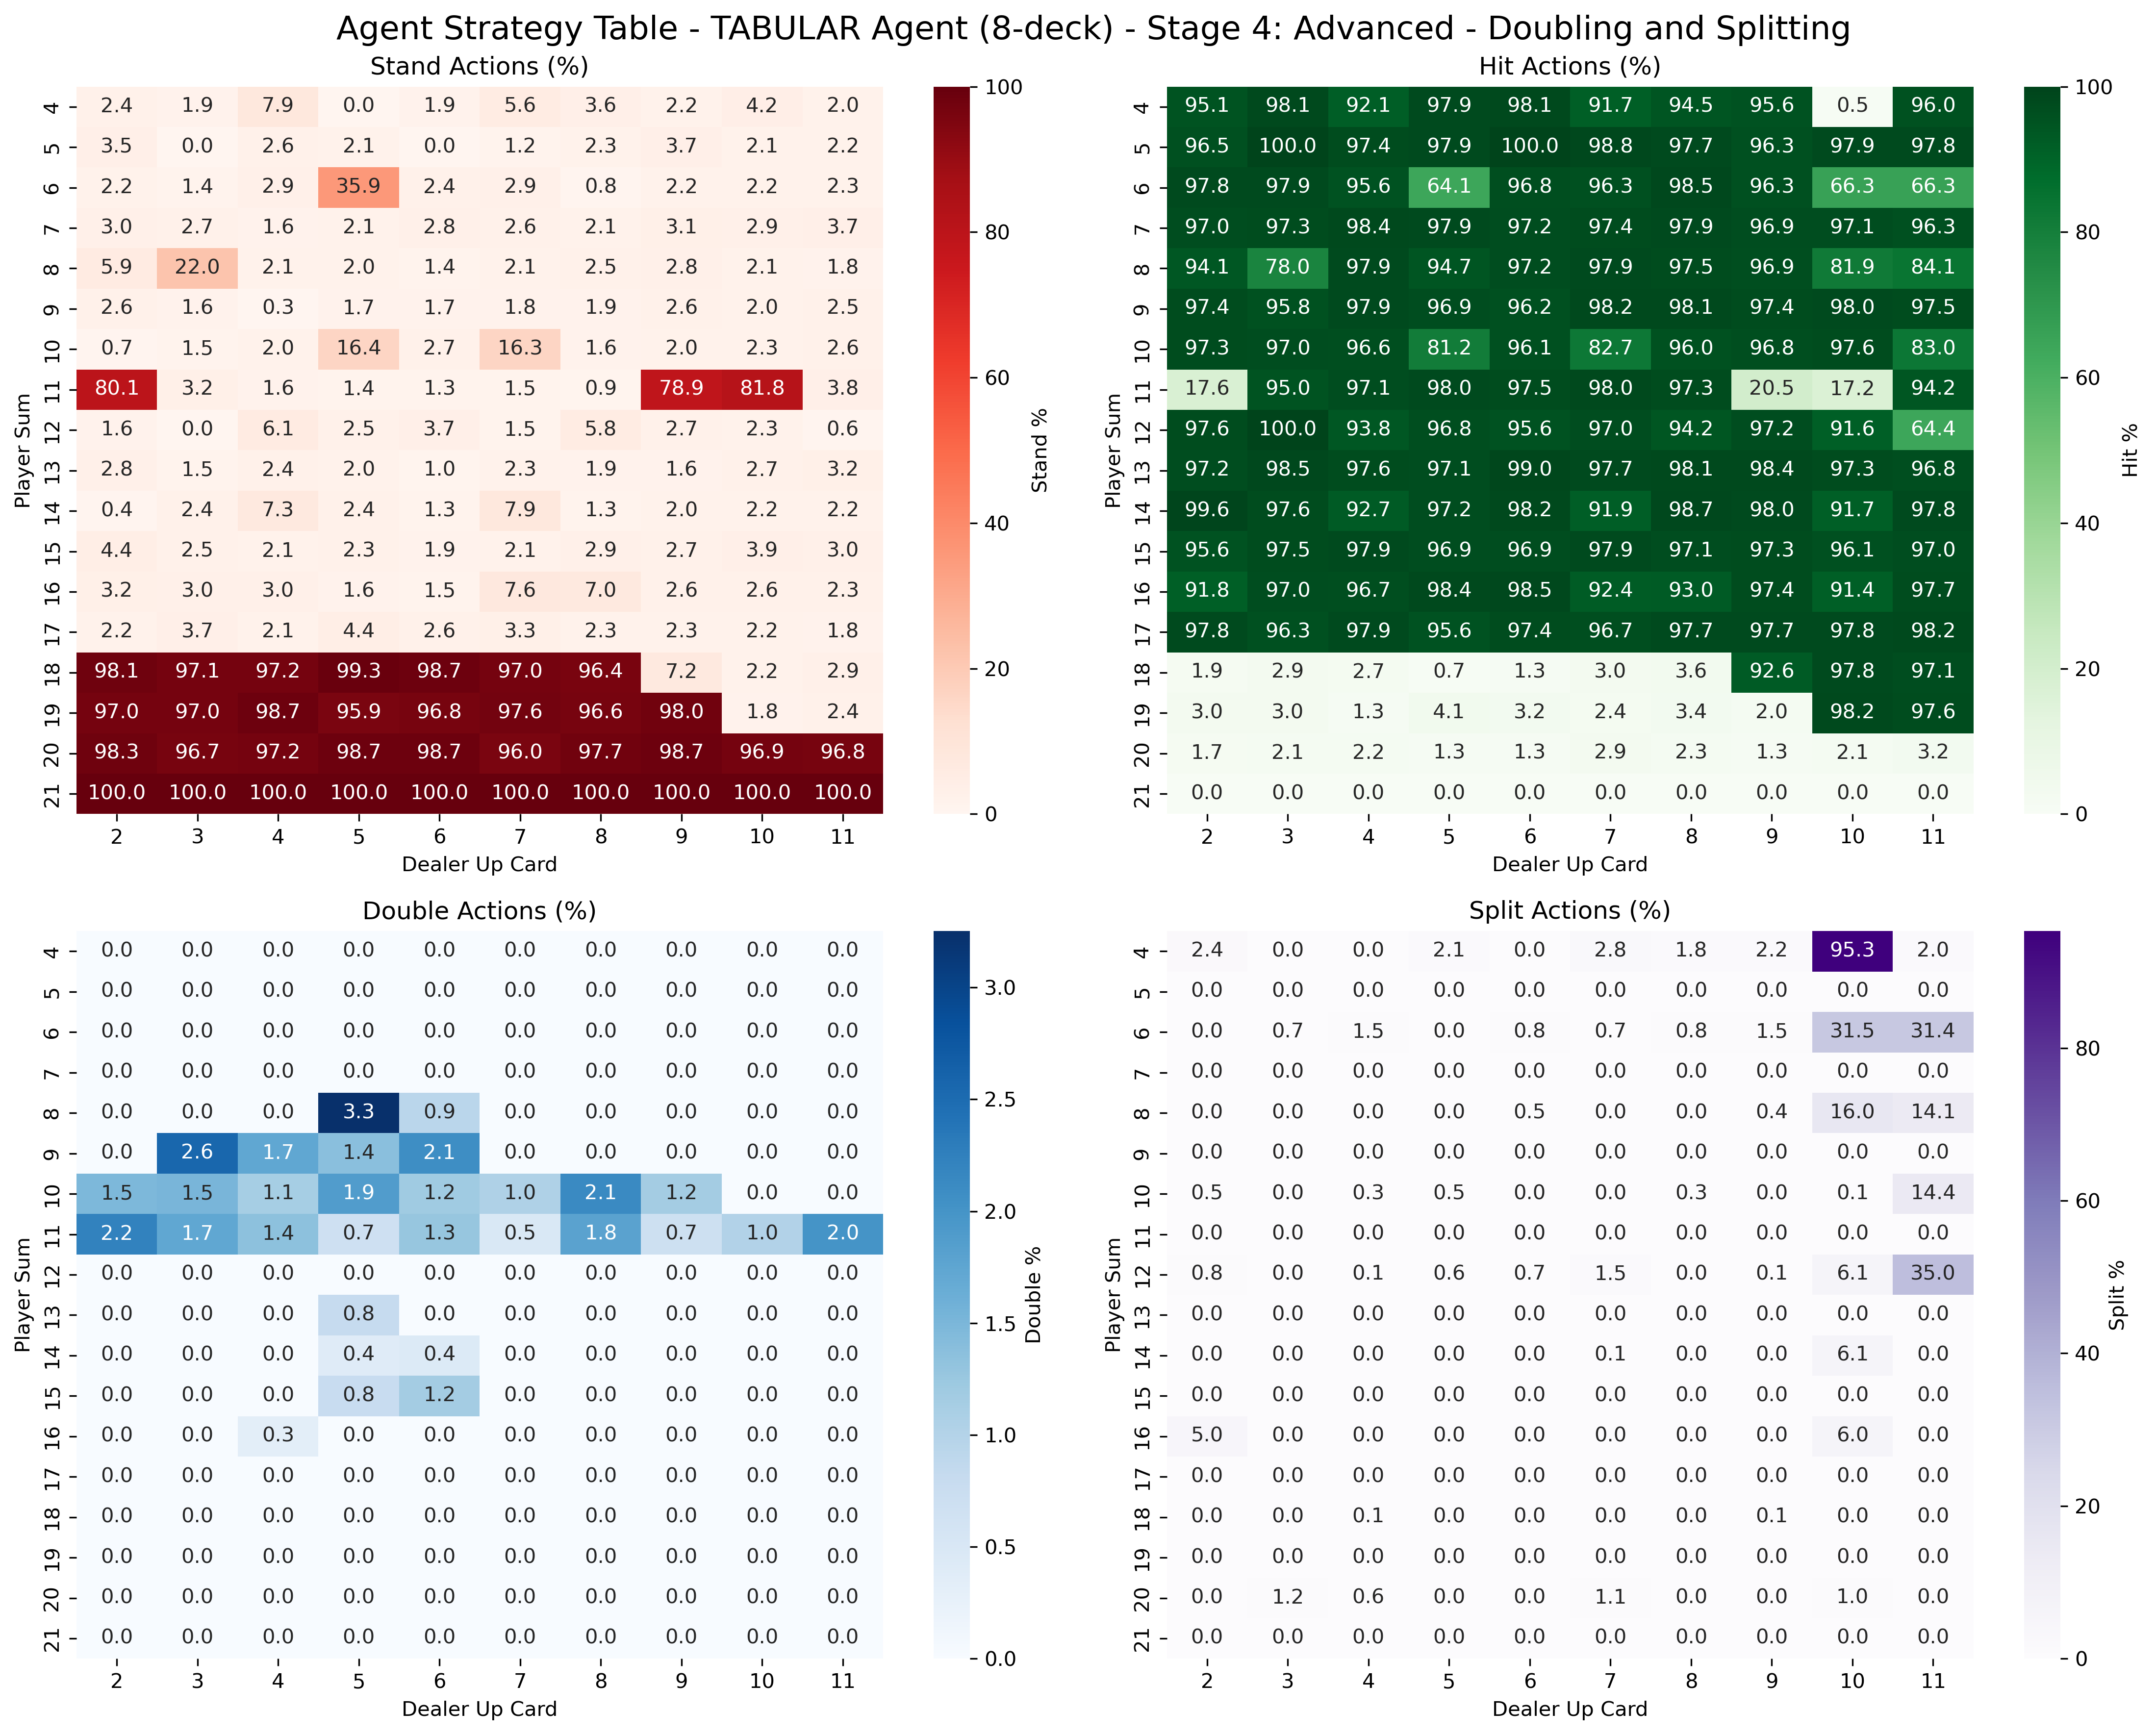 Agent Strategy Table - TABULAR Agent (8-deck) - Stage 4: Advanced - Doubling and Splitting
Stand Actions (%)
4 2.4 1.9 7.9 0.0 1.9 5.6 3.6 2.2 4.2 2.0
5 3.5 0.0 2.6 2.1 0.0 1.2 2.3 3.7 2.1 2.2
6 2.2 1.4 2.9 35.9 2.4 2.9 0.8 2.2 2.2 2.3
7 3.0 2.7 1.6 2.1 2.8 2.6 2.1 3.1 2.9 3.7
8 5.9 22.0 2.1 2.0 1.4 2.1 2.5 2.8 2.1 1.8
9 2.6 1.6 0.3 1.7 1.7 1.8 1.9 2.6 2.0 2.5
10 0.7 1.5 2.0 16.4 2.7 16.3 1.6 2.0 2.3 2.6
11 80.1 3.2 1.6 1.4 1.3 1.5 0.9 78.9 81.8 3.8
12 1.6 0.0 6.1 2.5 3.7 1.5 5.8 2.7 2.3 0.6
13 2.8 1.5 2.4 2.0 1.0 2.3 1.9 1.6 2.7 3.2
14 0.4 2.4 7.3 2.4 1.3 7.9 1.3 2.0 2.2 2.2
15 4.4 2.5 2.1 2.3 1.9 2.1 2.9 2.7 3.9 3.0
16 3.2 3.0 3.0 1.6 1.5 7.6 7.0 2.6 2.6 2.3
17 2.2 3.7 2.1 4.4 2.6 3.3 2.3 2.3 2.2 1.8
18 98.1 97.1 97.2 99.3 98.7 97.0 96.4 7.2 2.2 2.9
19 97.0 97.0 98.7 95.9 96.8 97.6 96.6 98.0 1.8 2.4
20 98.3 96.7 97.2 98.7 98.7 96.0 97.7 98.7 96.9 96.8
21 100.0 100.0 100.0 100.0 100.0 100.0 100.0 100.0 100.0 100.0
2 3 4 5 6 7 8 9 10 11
Dealer Up Card
Player Sum
100
80
60
40
20
0
Stand %
Hit Actions (%)
4 95.1 98.1 92.1 97.9 98.1 91.7 94.5 95.6 0.5 96.0
5 96.5 100.0 97.4 97.9 100.0 98.8 97.7 96.3 97.9 97.8
6 97.8 97.9 95.6 64.1 96.8 96.3 98.5 96.3 66.3 66.3
7 97.0 97.3 98.4 97.9 97.2 97.4 97.9 96.9 97.1 96.3
8 94.1 78.0 97.9 94.7 97.2 97.9 97.5 96.9 81.9 84.1
9 97.4 95.8 97.9 96.9 96.2 98.2 98.1 97.4 98.0 97.5
10 97.3 97.0 96.6 81.2 96.1 82.7 96.0 96.8 97.6 83.0
11 17.6 95.0 97.1 98.0 97.5 98.0 97.3 20.5 17.2 94.2
12 97.6 100.0 93.8 96.8 95.6 97.0 94.2 97.2 91.6 64.4
13 97.2 98.5 97.6 97.1 99.0 97.7 98.1 98.4 97.3 96.8
14 99.6 97.6 92.7 97.2 98.2 91.9 98.7 98.0 91.7 97.8
15 95.6 97.5 97.9 96.9 96.9 97.9 97.1 97.3 96.1 97.0
16 91.8 97.0 96.7 98.4 98.5 92.4 93.0 97.4 91.4 97.7
17 97.8 96.3 97.9 95.6 97.4 96.7 97.7 97.7 97.8 98.2
18 1.9 2.9 2.7 0.7 1.3 3.0 3.6 92.6 97.8 97.1
19 3.0 3.0 1.3 4.1 3.2 2.4 3.4 2.0 98.2 97.6
20 1.7 2.1 2.2 1.3 1.3 2.9 2.3 1.3 2.1 3.2
21 0.0 0.0 0.0 0.0 0.0 0.0 0.0 0.0 0.0 0.0
2 3 4 5 6 7 8 9 10 11
Dealer Up Card
Player Sum
100
80
60
40
20
0
Hit %
Double Actions (%)
4 0.0 0.0 0.0 0.0 0.0 0.0 0.0 0.0 0.0 0.0
5 0.0 0.0 0.0 0.0 0.0 0.0 0.0 0.0 0.0 0.0
6 0.0 0.0 0.0 0.0 0.0 0.0 0.0 0.0 0.0 0.0
7 0.0 0.0 0.0 0.0 0.0 0.0 0.0 0.0 0.0 0.0
8 0.0 0.0 0.0 3.3 0.9 0.0 0.0 0.0 0.0 0.0
9 0.0 2.6 1.7 1.4 2.1 0.0 0.0 0.0 0.0 0.0
10 1.5 1.5 1.1 1.9 1.2 1.0 2.1 1.2 0.0 0.0
11 2.2 1.7 1.4 0.7 1.3 0.5 1.8 0.7 1.0 2.0
12 0.0 0.0 0.0 0.0 0.0 0.0 0.0 0.0 0.0 0.0
13 0.0 0.0 0.0 0.8 0.0 0.0 0.0 0.0 0.0 0.0
14 0.0 0.0 0.0 0.4 0.4 0.0 0.0 0.0 0.0 0.0
15 0.0 0.0 0.0 0.8 1.2 0.0 0.0 0.0 0.0 0.0
16 0.0 0.0 0.3 0.0 0.0 0.0 0.0 0.0 0.0 0.0
17 0.0 0.0 0.0 0.0 0.0 0.0 0.0 0.0 0.0 0.0
18 0.0 0.0 0.0 0.0 0.0 0.0 0.0 0.0 0.0 0.0
19 0.0 0.0 0.0 0.0 0.0 0.0 0.0 0.0 0.0 0.0
20 0.0 0.0 0.0 0.0 0.0 0.0 0.0 0.0 0.0 0.0
21 0.0 0.0 0.0 0.0 0.0 0.0 0.0 0.0 0.0 0.0
2 3 4 5 6 7 8 9 10 11
Dealer Up Card
Player Sum
3.0
2.5
2.0
1.5
1.0
0.5
0.0
Double %
Split Actions (%)
4 2.4 0.0 0.0 2.1 0.0 2.8 1.8 2.2 95.3 2.0
5 0.0 0.0 0.0 0.0 0.0 0.0 0.0 0.0 0.0 0.0
6 0.0 0.7 1.5 0.0 0.8 0.7 0.8 1.5 31.5 31.4
7 0.0 0.0 0.0 0.0 0.0 0.0 0.0 0.0 0.0 0.0
8 0.0 0.0 0.0 0.0 0.5 0.0 0.0 0.4 16.0 14.1
9 0.0 0.0 0.0 0.0 0.0 0.0 0.0 0.0 0.0 0.0
10 0.5 0.0 0.3 0.5 0.0 0.0 0.3 0.0 0.1 14.4
11 0.0 0.0 0.0 0.0 0.0 0.0 0.0 0.0 0.0 0.0
12 0.8 0.0 0.1 0.6 0.7 1.5 0.0 0.1 6.1 35.0
13 0.0 0.0 0.0 0.0 0.0 0.0 0.0 0.0 0.0 0.0
14 0.0 0.0 0.0 0.0 0.0 0.1 0.0 0.0 6.1 0.0
15 0.0 0.0 0.0 0.0 0.0 0.0 0.0 0.0 0.0 0.0
16 5.0 0.0 0.0 0.0 0.0 0.0 0.0 0.0 6.0 0.0
17 0.0 0.0 0.0 0.0 0.0 0.0 0.0 0.0 0.0 0.0
18 0.0 0.0 0.1 0.0 0.0 0.0 0.0 0.1 0.0 0.0
19 0.0 0.0 0.0 0.0 0.0 0.0 0.0 0.0 0.0 0.0
20 0.0 1.2 0.6 0.0 0.0 1.1 0.0 0.0 1.0 0.0
21 0.0 0.0 0.0 0.0 0.0 0.0 0.0 0.0 0.0 0.0
2 3 4 5 6 7 8 9 10 11
Dealer Up Card
Player Sum
80
60
40
20
0
Split %